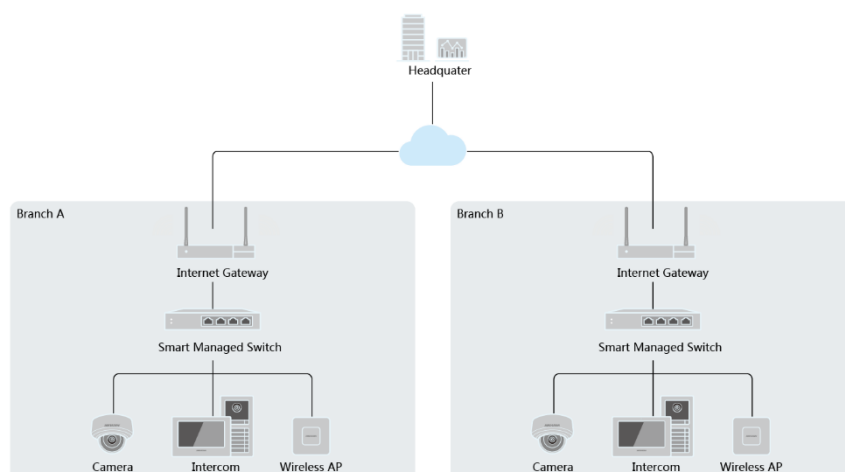 Headquater
Branch A
Branch B
Internet Gateway
Internet Gateway
Smart Managed Switch
Smart Managed Switch
Camera
Intercom
Wireless AP
Camera
Intercom
Wireless AP